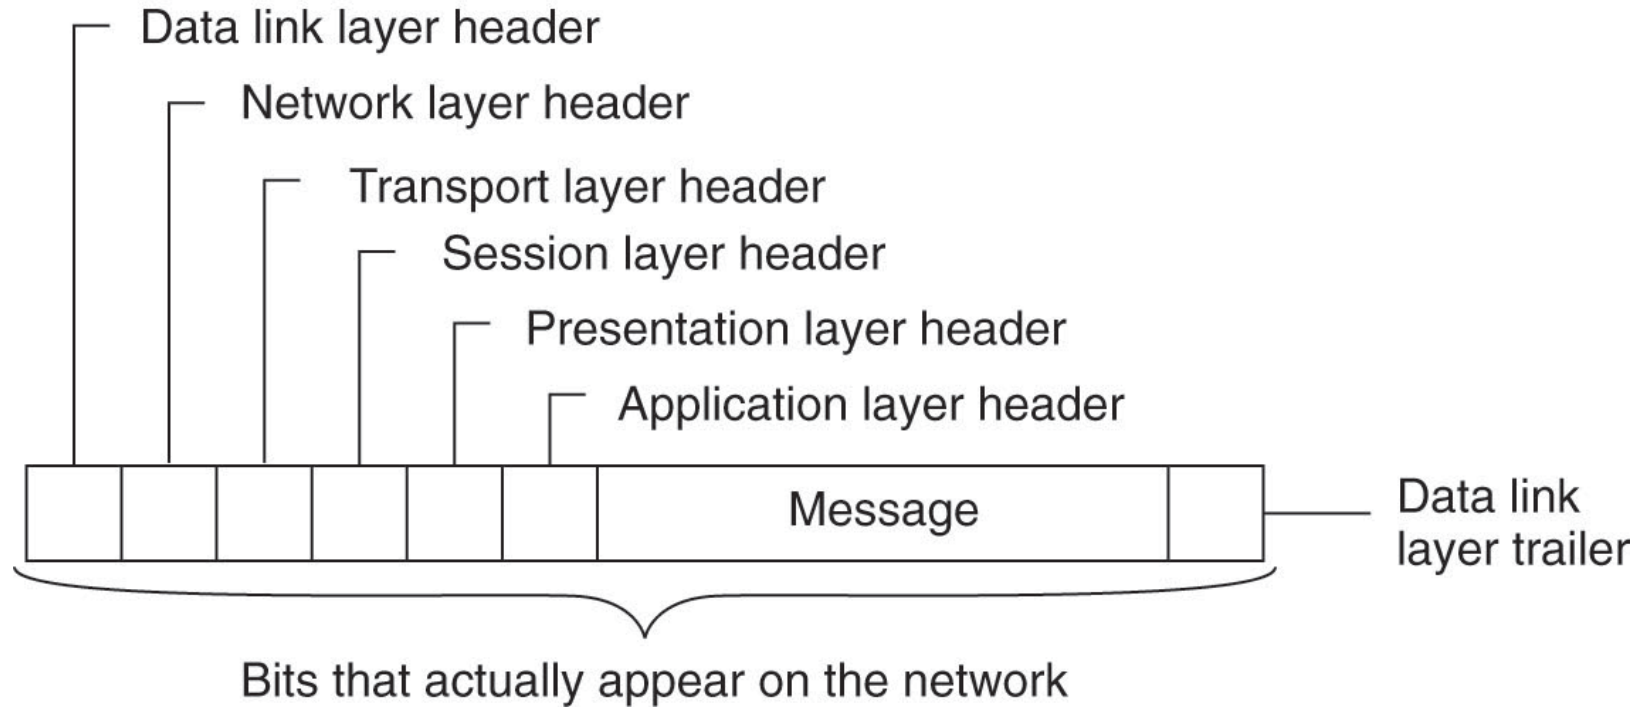 Data link layer header
Network layer header
Transport layer header
Session layer header
Presentation layer header
Application layer header
Message
Data link
layer trailer
Bits that actually appear on the network